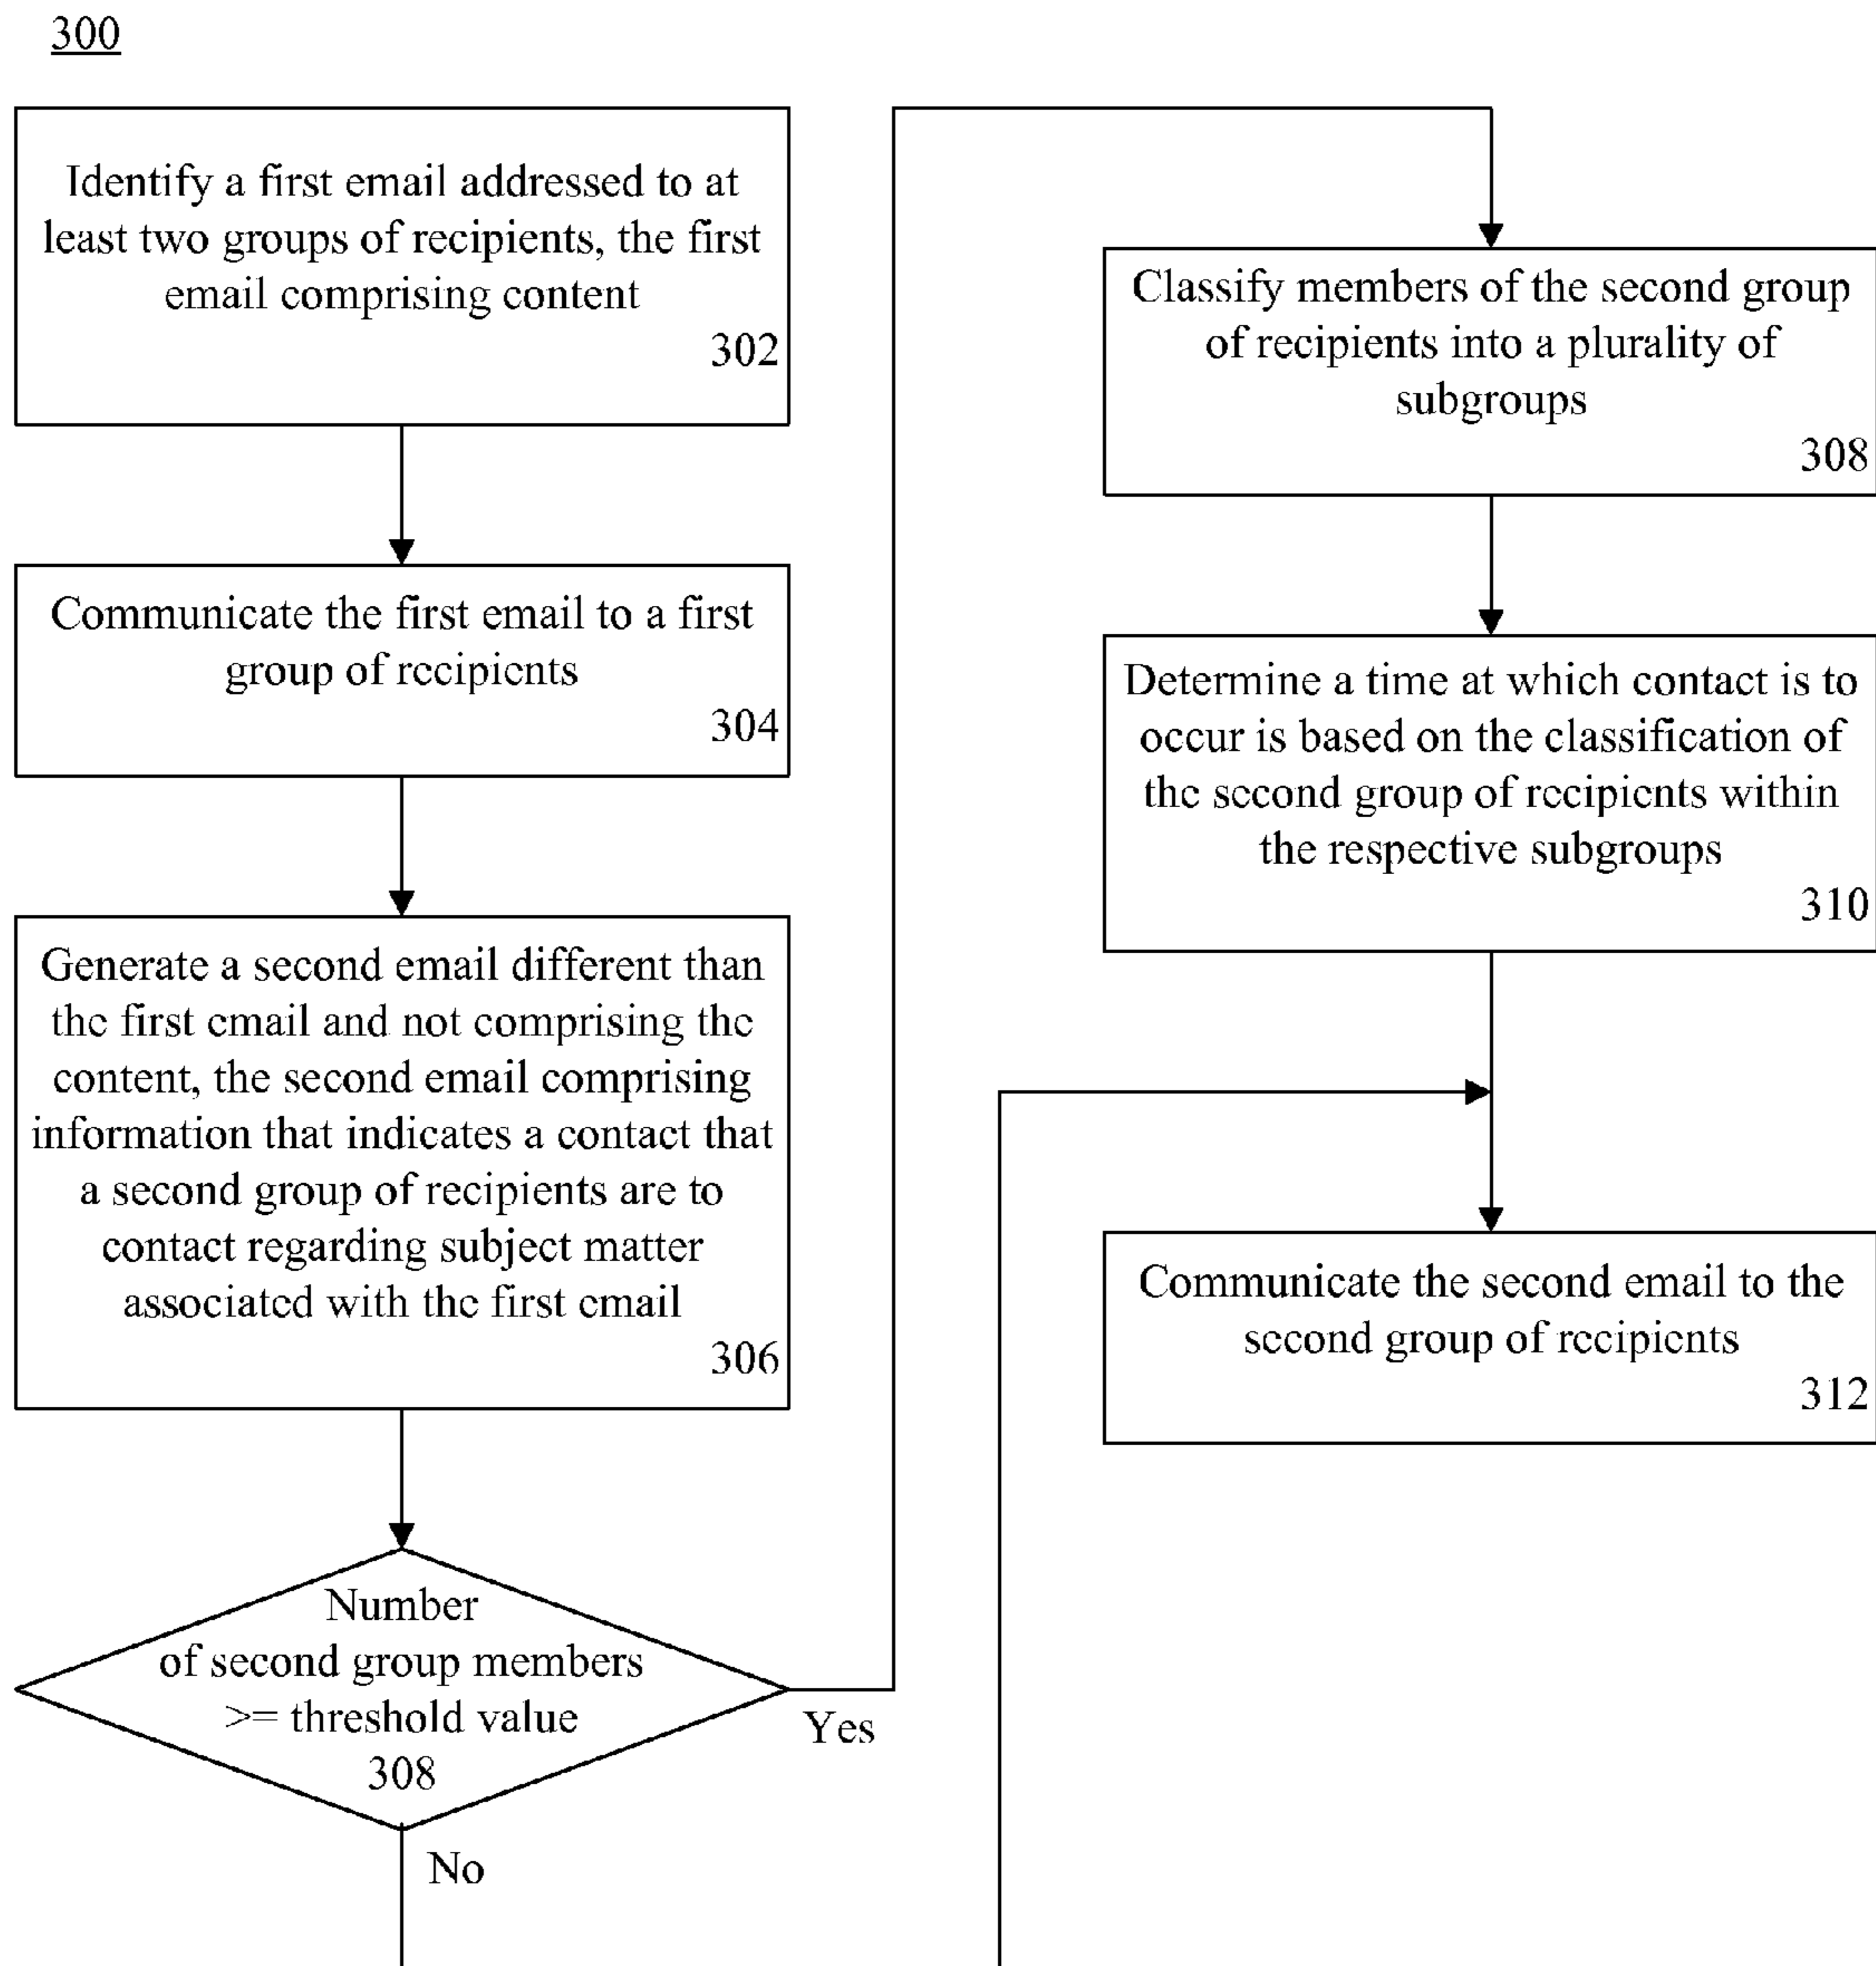 300
Identify a first email addressed to at
least two groups of recipients, the first
email comprising content
302
Communicate the first email to a first
group of recipients
304
Generate a second email different than
the first email and not comprising the
content, the second email comprising
information that indicates a contact that
a second group of recipients are to
contact regarding subject matter
associated with the first email
306
Number
of second group members
>= threshold value
308
Yes
No
Classify members of the second group
of recipients into a plurality of
subgroups
308
Determine a time at which contact is to
occur is based on the classification of
the second group of recipients within
the respective subgroups
310
Communicate the second email to the
second group of recipients
312